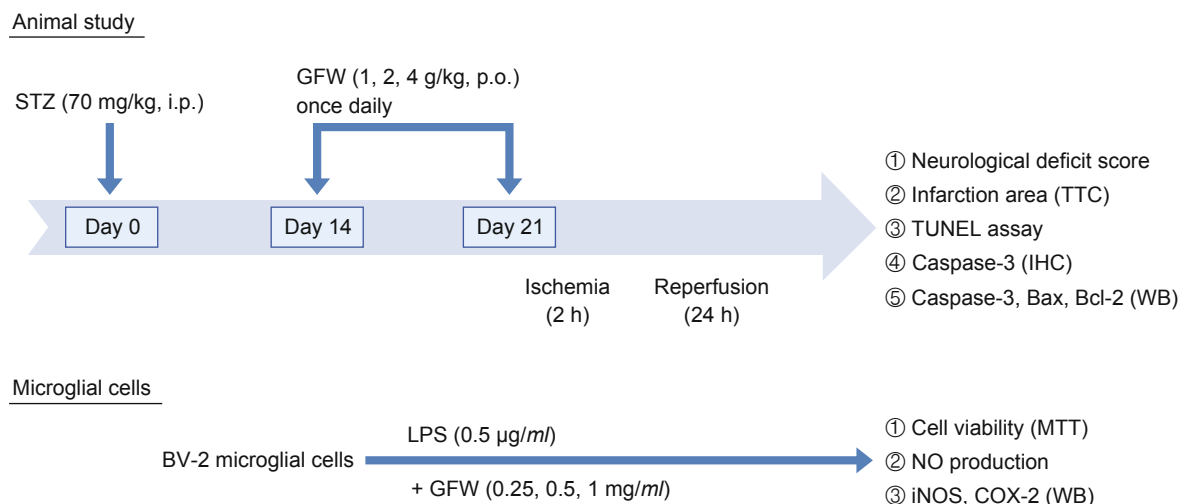 Animal study
STZ (70 mg/kg, i.p.)
GFW (1, 2, 4 g/kg, p.o.)
once daily
Day 0
Day 14
Day 21
Ischemia
(2 h)
Reperfusion
(24 h)
① Neurological deficit score
② Infarction area (TTC)
③ TUNEL assay
④ Caspase-3 (IHC)
⑤ Caspase-3, Bax, Bcl-2 (WB)
Microglial cells
BV-2 microglial cells
LPS (0.5 µg/ml)
+ GFW (0.25, 0.5, 1 mg/ml)
① Cell viability (MTT)
② NO production
③ iNOS, COX-2 (WB)